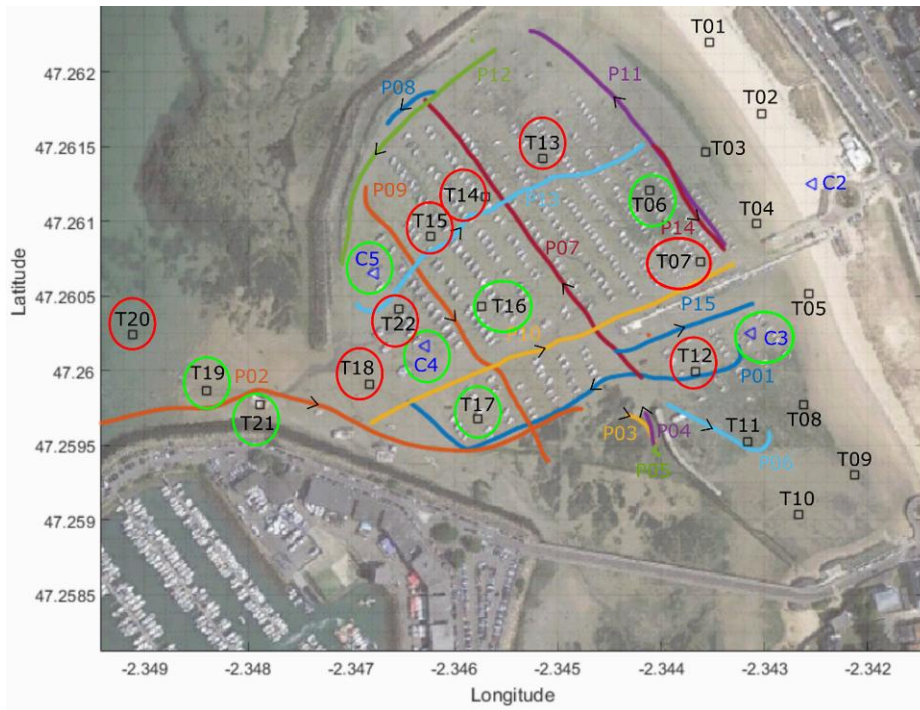 T01
47.262
P12
P11
P08
T02
47.2615
T13
T03
P09
T14
P13
T06
C2
47.261
T15
P14
T04
C5
P07
T07
Latitude
47.2605
T16
T05
T20
T22
P10
P15
C4
C3
T12
47.26
T19
P02
T18
P01
T21
T17
T08
P03
P04
T11
47.2595
P05
P06
T09
T10
47.259
47.2585
-2.349
-2.348
-2.347
-2.346
-2.345
-2.344
-2.343
-2.342
Longitude